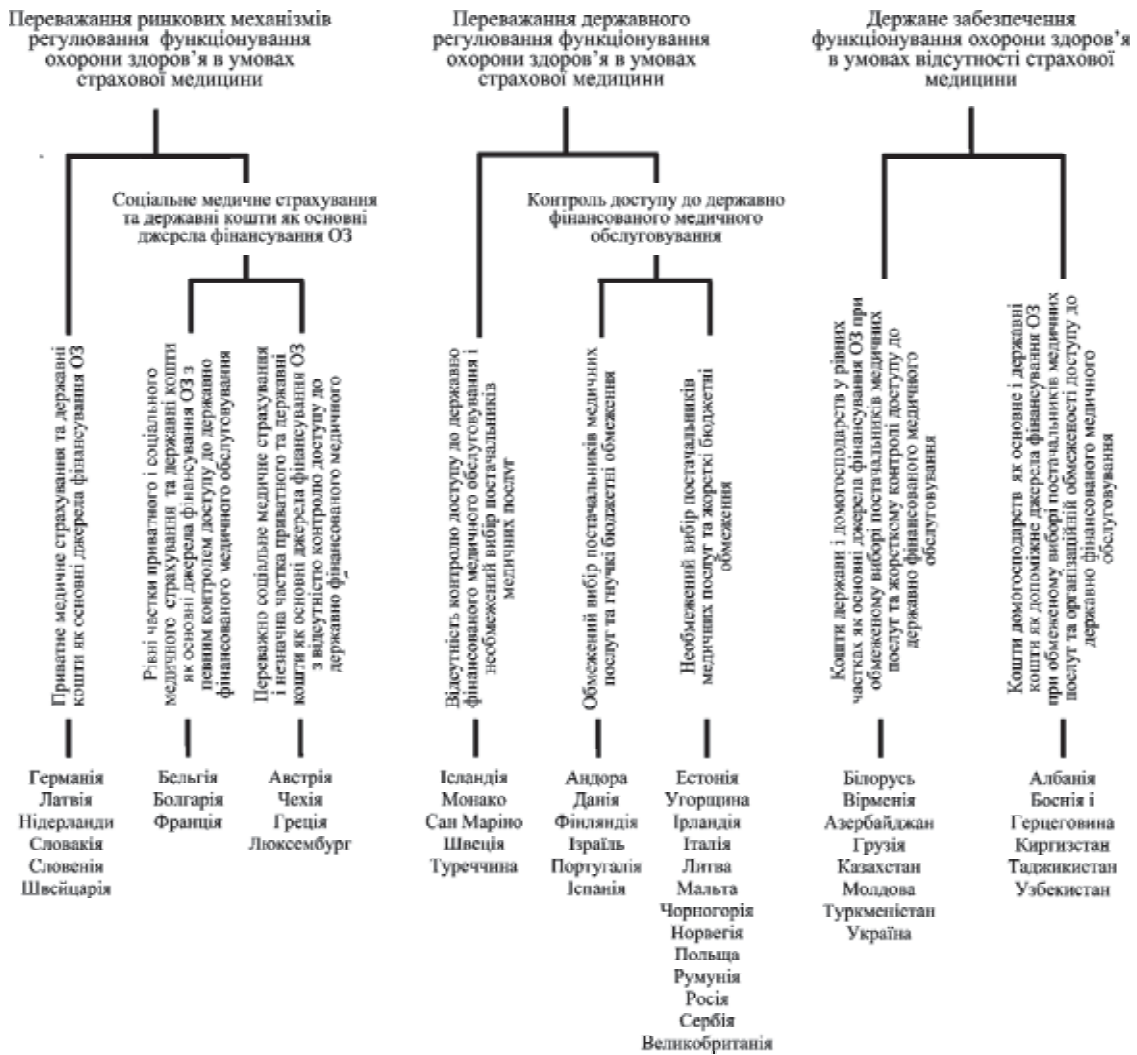 Переважання ринкових механізмів
регулювання функціонування
охорони здоров’я в умовах
страхової медицини
Соціальне медичне страхування
та державні кошти як основні
джерела фінансування ОЗ
Приватне медичне страхування та державні
кошти як основні джерела фінансування ОЗ
Рівні частки приватного і соціального
медичного страхування та державні кошти
як основні джерела фінансування ОЗ з
певним контролем доступу до державно
фінансованого медичного обслуговування
Переважно соціальне медичне страхування
і незначна частка приватного та державні
кошти як основні джерела фінансування ОЗ
з відсутністю контролю доступу до
державно фінансованого медичного
Германія
Латвія
Нідерланди
Словакія
Словенія
Швейцарія
Бельгія
Болгарія
Франція
Австрія
Чехія
Греція
Люксембург
Переважання державного
регулювання функціонування
охорони здоров’я в умовах
страхової медицини
Контроль доступу до державно
фінансованого медичного
обслуговування
Відсутність контролю доступу до державно
фінансованого медичного обслуговування і
необмежений вибір постачальників
медичних послуг
Обмежений вибір постачальників медичних
послуг та гнучкі бюджетні обмеження
Необмежений вибір постачальників
медичних послуг та жорсткі бюджетні
обмеження
Ісландія
Монако
Сан Маріно
Швеція
Туреччина
Андора
Данія
Фінляндія
Ізраїль
Португалія
Іспанія
Естонія
Угорщина
Ірландія
Італія
Литва
Мальта
Чорногорія
Норвегія
Польща
Румунія
Росія
Сербія
Великобританія
Держане забезпечення
функціонування охорони здоров’я
в умовах відсутності страхової
медицини
Кошти держави і домогосподарств у рівних
частках як основні джерела фінансування ОЗ при
обмеженому виборі постачальників медичних
послуг та жорсткому контролі доступу до
державно фінансованого медичного
обслуговування
Кошти домогосподарств як основне і державні
кошти як допоміжне джерела фінансування ОЗ
при обмеженому виборі постачальників медичних
послуг та організаційній обмеженості доступу до
державно фінансованого медичного
обслуговування
Білорусь
Вірменія
Азербайджан
Грузія
Казахстан
Молдова
Туркменістан
Україна
Албанія
Боснія і
Герцеговина
Киргизстан
Таджикистан
Узбекистан